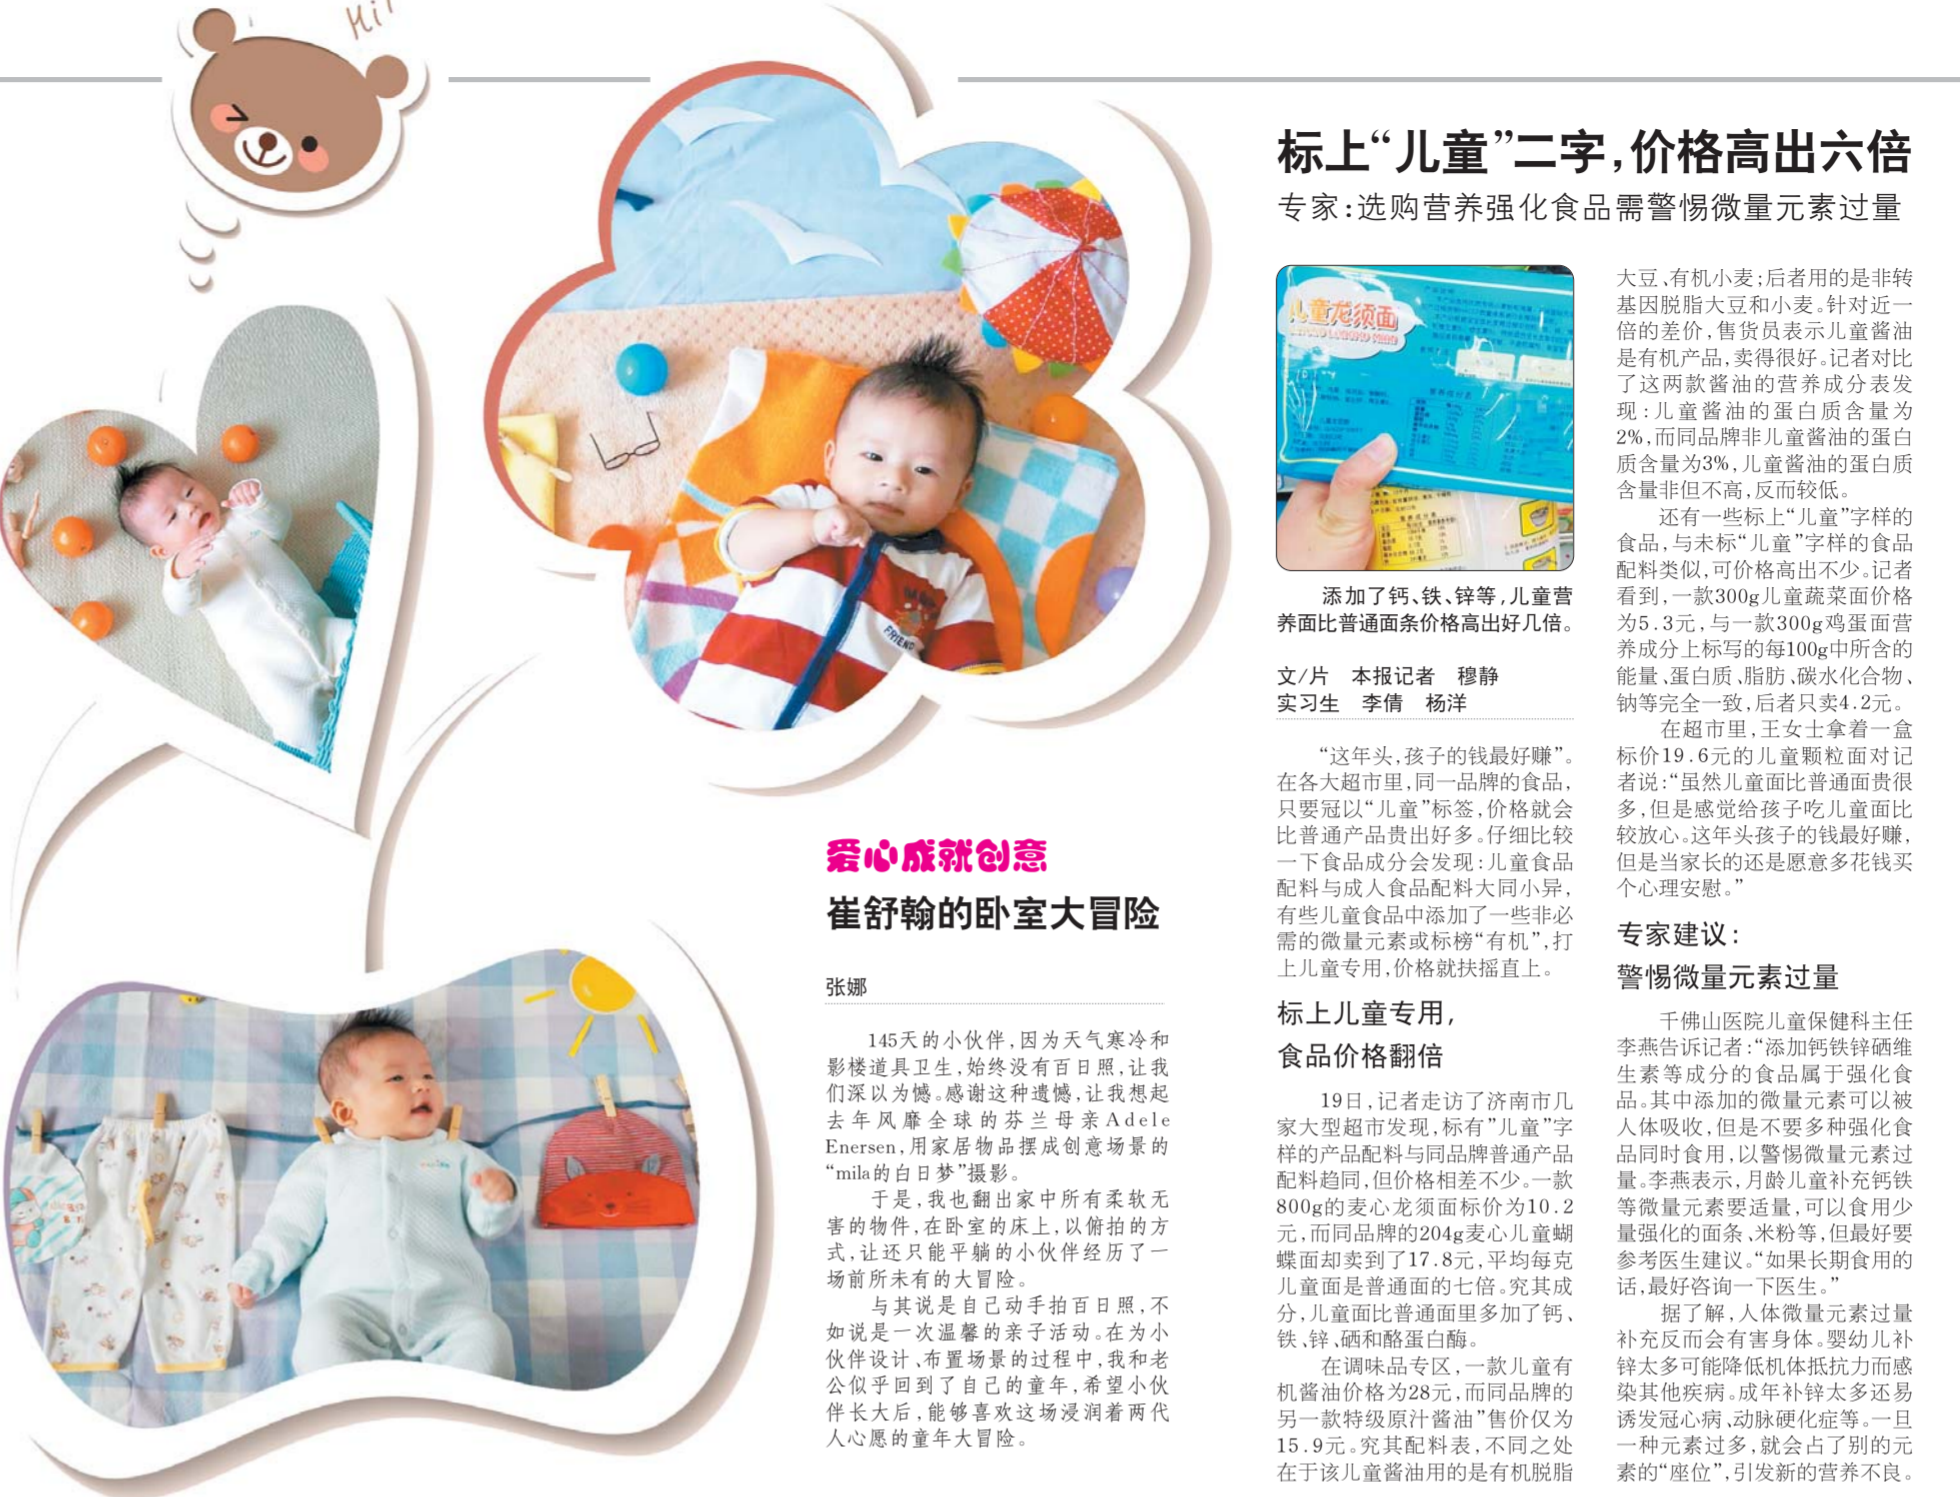 Hi!
爱心成就创意
崔舒翰的卧室大冒险
张娜
145天的小伙伴,因为天气寒冷和
影楼道具卫生,始终没有百日照,让我
们深以为憾。感谢这种遗憾,让我想起
去年风靡全球的芬兰母亲Adele
Enersen,用家居物品摆成创意场景的
“mila的白日梦”摄影。
于是,我也翻出家中所有柔软无
害的物件,在卧室的床上,以俯拍的方
式,让还只能平躺的小伙伴经历了一
场前所未有的大冒险。
与其说是自己动手拍百日照,不
如说是一次温馨的亲子活动。在为小
伙伴设计、布置场景的过程中,我和老
公似乎回到了自己的童年,希望小伙
伴长大后,能够喜欢这场浸润着两代
人心愿的童年大冒险。
标上“儿童”二字,价格高出六倍
专家:选购营养强化食品需警惕微量元素过量
儿童龙须面
添加了钙、铁、锌等,儿童营
养面比普通面条价格高出好几倍。
文/片 本报记者 穆静
实习生 李倩 杨洋
“这年头,孩子的钱最好赚”。
在各大超市里,同一品牌的食品,
只要冠以“儿童”标签,价格就会
比普通产品贵出好多。仔细比较
一下食品成分会发现:儿童食品
配料与成人食品配料大同小异,
有些儿童食品中添加了一些非必
需的微量元素或标榜“有机”,打
上儿童专用,价格就扶摇直上。
标上儿童专用,
食品价格翻倍
19日,记者走访了济南市几
家大型超市发现,标有”儿童”字
样的产品配料与同品牌普通产品
配料趋同,但价格相差不少。一款
800g的麦心龙须面标价为10.2
元,而同品牌的204g麦心儿童蝴
蝶面却卖到了17.8元,平均每克
儿童面是普通面的七倍。究其成
分,儿童面比普通面里多加了钙、
铁、锌、硒和酪蛋白酶。
在调味品专区,一款儿童有
机酱油价格为28元,而同品牌的
另一款特级原汁酱油”售价仅为
15.9元。究其配料表,不同之处
在于该儿童酱油用的是有机脱脂
大豆、有机小麦;后者用的是非转
基因脱脂大豆和小麦。针对近一
倍的差价,售货员表示儿童酱油
是有机产品,卖得很好。记者对比
了这两款酱油的营养成分表发
现:儿童酱油的蛋白质含量为
2%,而同品牌非儿童酱油的蛋白
质含量为3%,儿童酱油的蛋白质
含量非但不高,反而较低。
还有一些标上“儿童”字样的
食品,与未标“儿童”字样的食品
配料类似,可价格高出不少。记者
看到,一款300g儿童蔬菜面价格
为5.3元,与一款300g鸡蛋面营
养成分上标写的每100g中所含的
能量、蛋白质、脂肪、碳水化合物、
钠等完全一致,后者只卖4.2元。
在超市里,王女士拿着一盒
标价19.6元的儿童颗粒面对记
者说:“虽然儿童面比普通面贵很
多,但是感觉给孩子吃儿童面比
较放心。这年头孩子的钱最好赚,
但是当家长的还是愿意多花钱买
个心理安慰。”
专家建议:
警惕微量元素过量
千佛山医院儿童保健科主任
李燕告诉记者:“添加钙铁锌硒维
生素等成分的食品属于强化食
品。其中添加的微量元素可以被
人体吸收,但是不要多种强化食
品同时食用,以警惕微量元素过
量。李燕表示,月龄儿童补充钙铁
等微量元素要适量,可以食用少
量强化的面条、米粉等,但最好要
参考医生建议。“如果长期食用的
话,最好咨询一下医生。”
据了解,人体微量元素过量
补充反而会有害身体。婴幼儿补
锌太多可能降低机体抵抗力而感
染其他疾病。成年补锌太多还易
诱发冠心病、动脉硬化症等。一旦
一种元素过多,就会占了别的元
素的“座位”,引发新的营养不良。